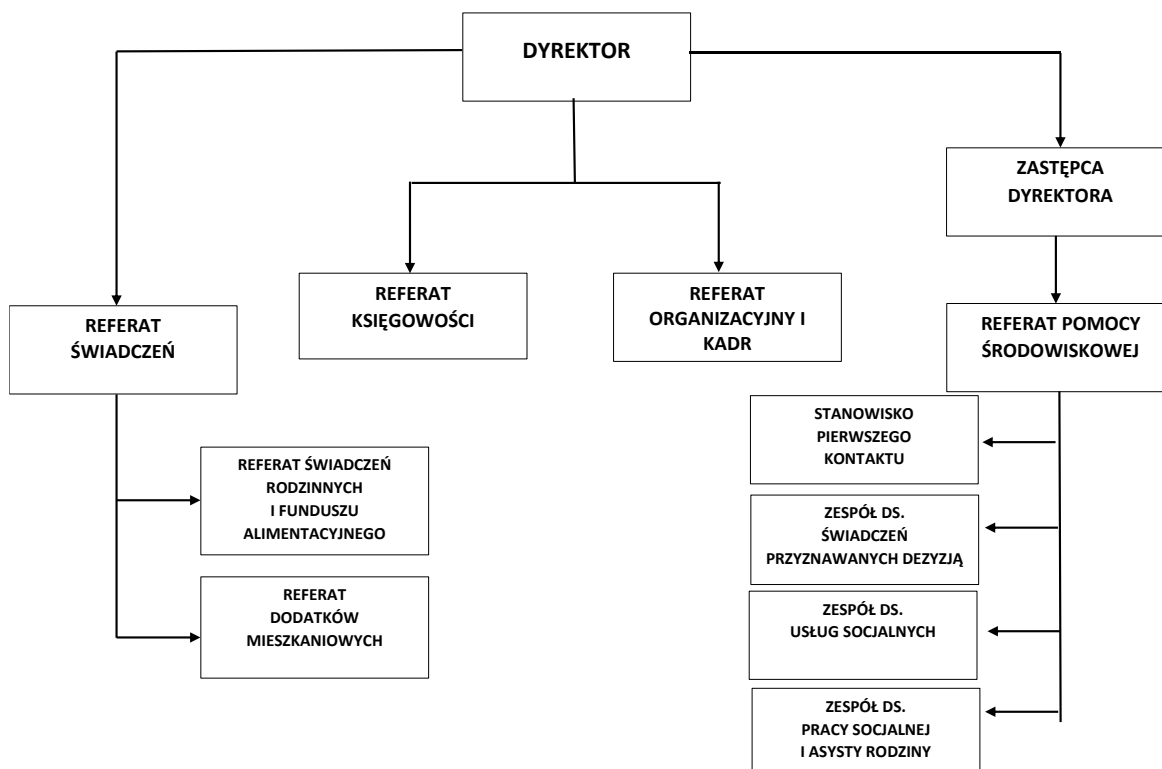 DYREKTOR
ZASTĘPCA
DYREKTORA
REFERAT
KSIĘGOWOŚCI
REFERAT
ORGANIZACYJNY I
KADR
REFERAT
ŚWIADCZEŃ
REFERAT POMOCY
ŚRODOWISKOWEJ
REFERAT ŚWIADCZEŃ
RODZINNYCH
I FUNDUSZU
ALIMENTACYJNEGO
REFERAT
DODATKÓW
MIESZKANIOWYCH
STANOWISKO
PIERWSZEGO
KONTAKTU
ZESPÓŁ DS.
ŚWIADCZEŃ
PRZYZNAWANYCH DEZYZJĄ
ZESPÓŁ DS.
USŁUG SOCJALNYCH
ZESPÓŁ DS.
PRACY SOCJALNEJ
I ASYSTY RODZINY